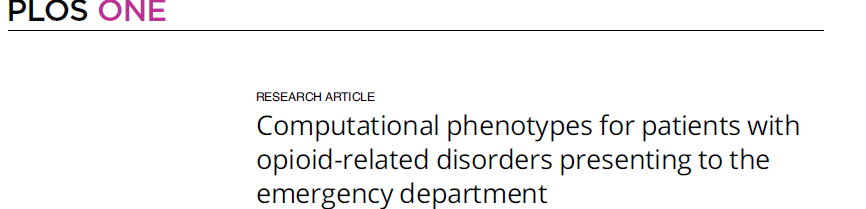 PLOS ONE
RESEARCH ARTICLE
Computational phenotypes for patients with
opioid-related disorders presenting to the
emergency department